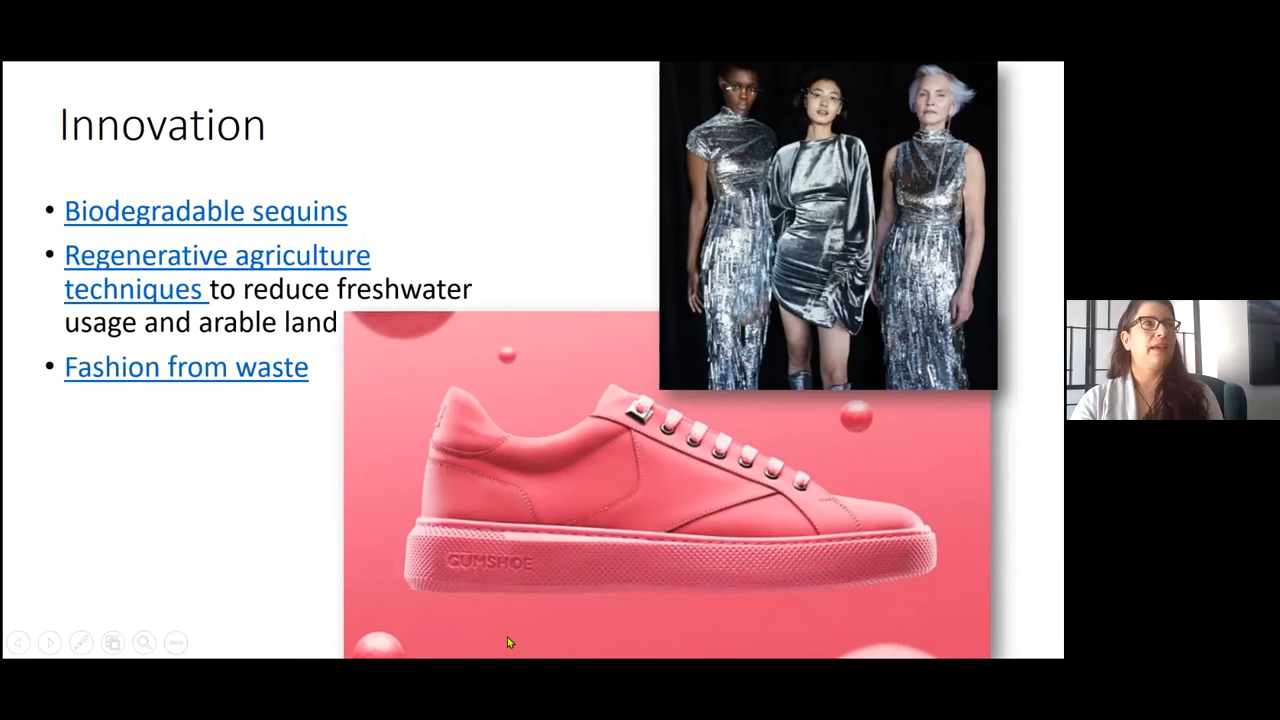 Innovation
• Biodegradable sequins
• Regenerative agriculture
techniques to reduce freshwater
usage and arable land
• Fashion from waste
GUMSHOE